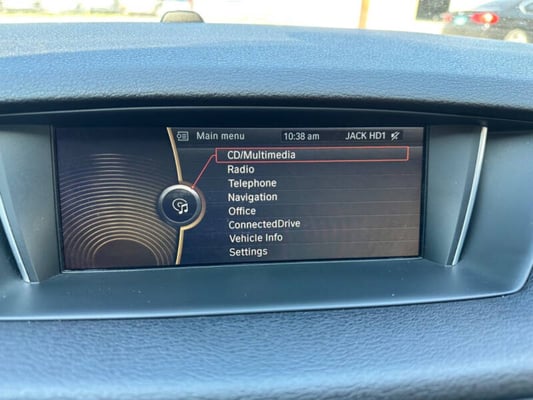 Main menu 10:38 am JACK HD1
CD/Multimedia
Radio
Telephone
Navigation
Office
ConnectedDrive
Vehicle Info
Settings